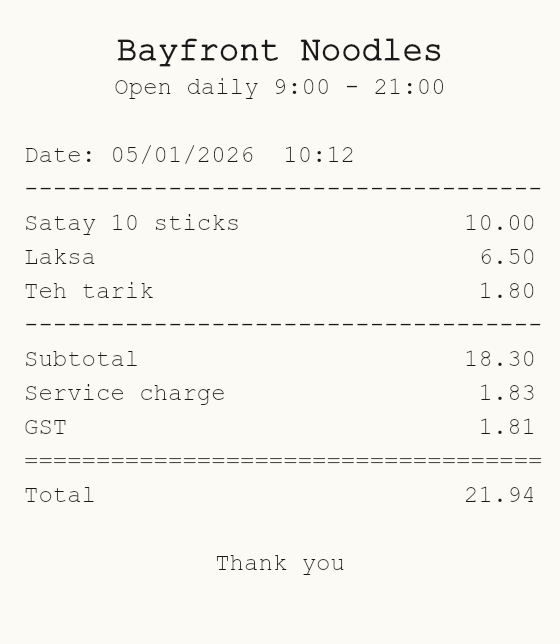 Bayfront Noodles
Open daily 9:00 - 21:00
Date: 05/01/2026  10:12
------------------------------------
Satay 10 sticks 10.00
Laksa 6.50
Teh tarik 1.80
------------------------------------
Subtotal 18.30
Service charge 1.83
GST 1.81
====================================
Total 21.94
Thank you